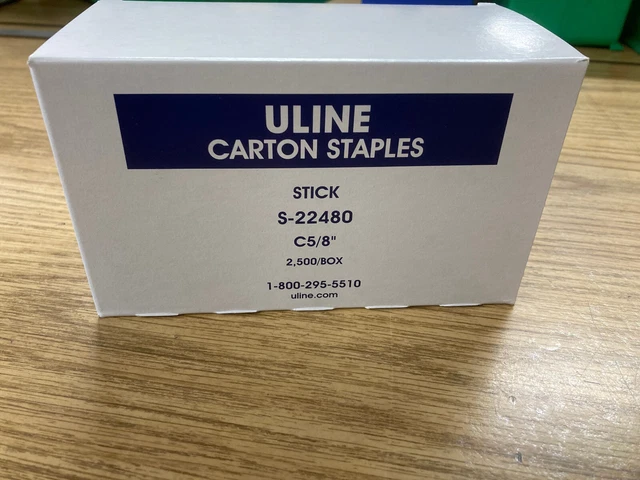 ULINE
CARTON STAPLES
STICK
S-22480
C5/8"
2,500/BOX
1-800-295-5510
uline.com